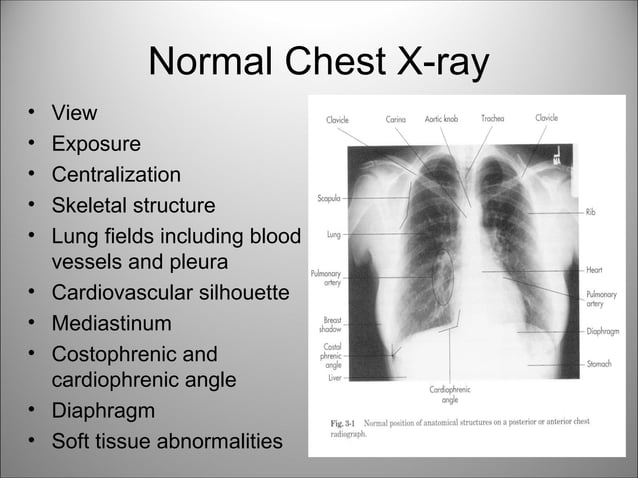 Normal Chest X-ray
• View
• Exposure
• Centralization
• Skeletal structure
• Lung fields including blood
vessels and pleura
• Cardiovascular silhouette
• Mediastinum
• Costophrenic and
cardiophrenic angle
• Diaphragm
• Soft tissue abnormalities
Clavicle Carina Aortic knob Trachea Clavicle
L
Scapula
Rib
Lung
Heart
Pulmonary
artery
Pulmonary
artery
Breast
shadow
Diaphragm
Costal
phrenic
angle
Stomach
Liver
Cardiophrenic
angle
Fig. 3-1 Normal position of anatomical structures on a posterior or anterior chest
radiograph.